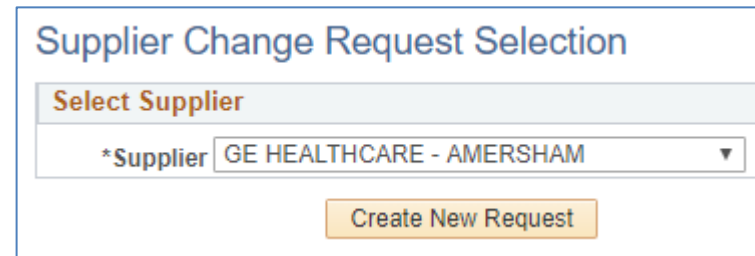 Supplier Change Request Selection
Select Supplier
*Supplier GE HEALTHCARE - AMERSHAM
Create New Request